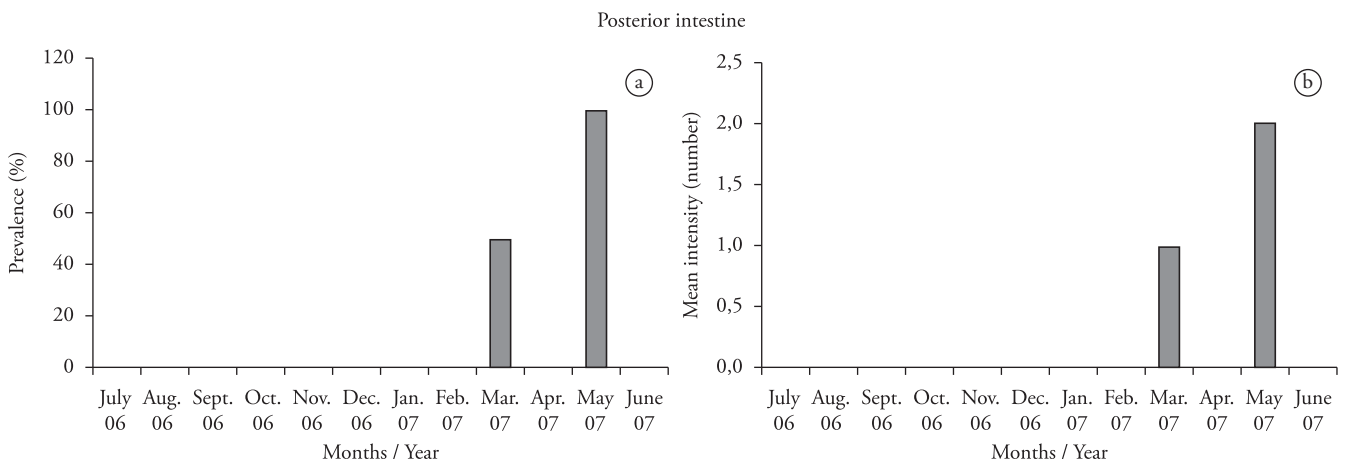 Posterior intestine
a
Prevalence (%)
120
100
80
60
40
20
0
July Aug. Sept. Oct. Nov. Dec. Jan. Feb. Mar. Apr. May June
06 06 06 06 06 06 07 07 07 07 07 07
Months / Year
b
Mean intensity (number)
2,5
2,0
1,5
1,0
0,5
0,0
July Aug. Sept. Oct. Nov. Dec. Jan. Feb. Mar. Apr. May June
06 06 06 06 06 06 07 07 07 07 07 07
Months / Year